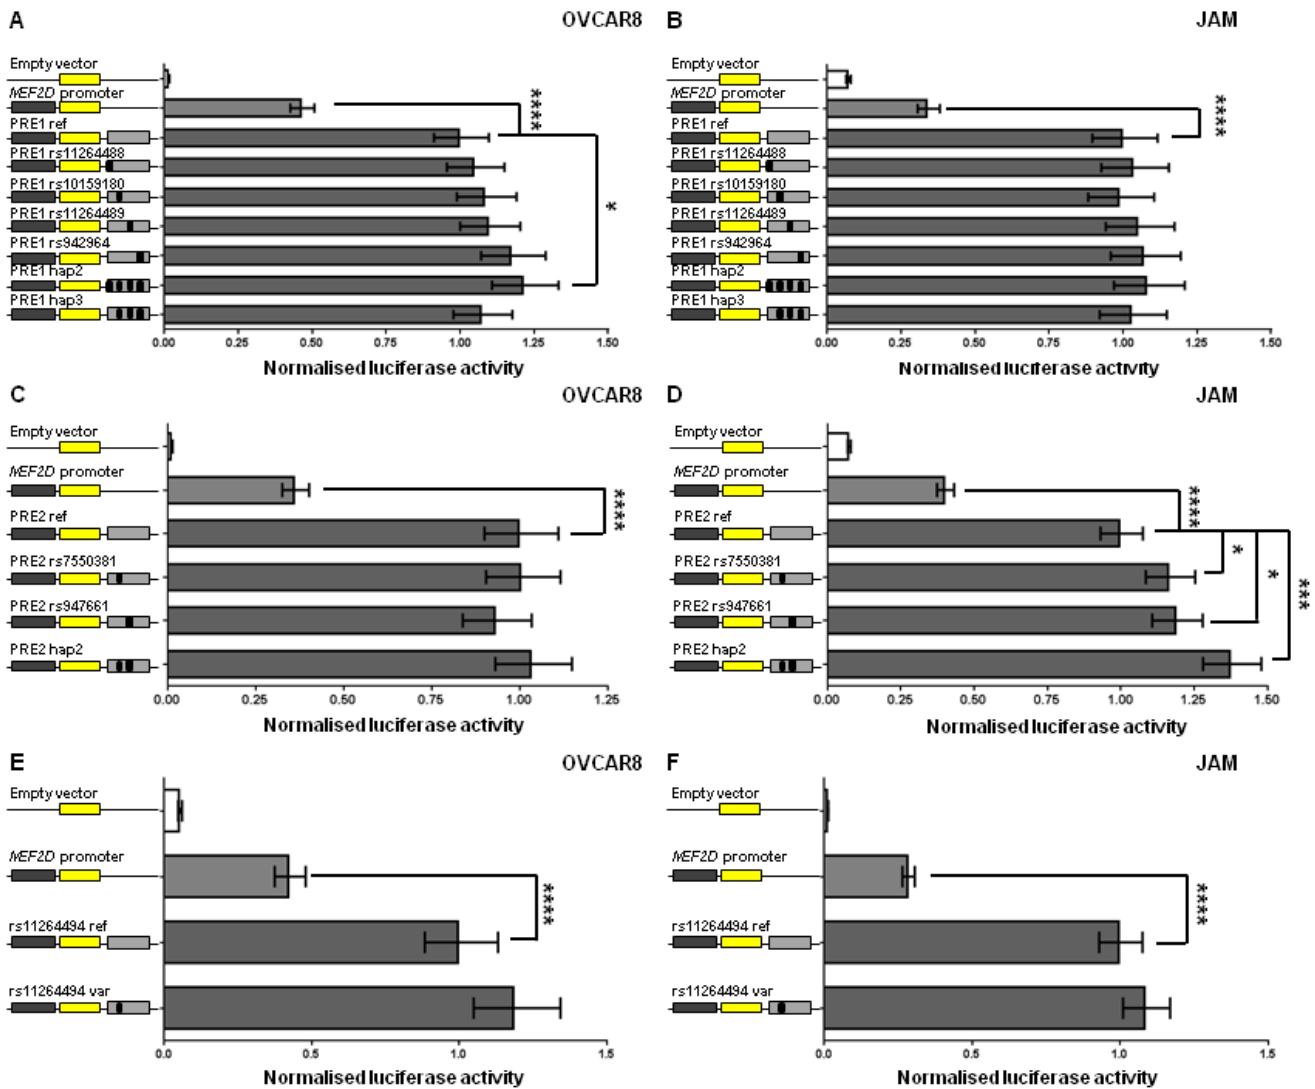 A OVCAR8
Empty vector
MEF2D promoter
PRE1 ref
PRE1 rs11264488
PRE1 rs10159180
PRE1 rs11264489
PRE1 rs942964
PRE1 hap2
PRE1 hap3
****
*
0.00 0.25 0.50 0.75 1.00 1.25 1.50
Normalised luciferase activity
B JAM
Empty vector
MEF2D promoter
PRE1 ref
PRE1 rs11264488
PRE1 rs10159180
PRE1 rs11264489
PRE1 rs942964
PRE1 hap2
PRE1 hap3
****
0.00 0.25 0.50 0.75 1.00 1.25 1.50
Normalised luciferase activity
C OVCAR8
Empty vector
MEF2D promoter
PRE2 ref
PRE2 rs7550381
PRE2 rs947661
PRE2 hap2
****
0.00 0.25 0.50 0.75 1.00 1.25
Normalised luciferase activity
D JAM
Empty vector
MEF2D promoter
PRE2 ref
PRE2 rs7550381
PRE2 rs947661
PRE2 hap2
****
*
*
***
0.00 0.25 0.50 0.75 1.00 1.25 1.50
Normalised luciferase activity
E OVCAR8
Empty vector
MEF2D promoter
rs11264494 ref
rs11264494 var
****
0.0 0.5 1.0 1.5
Normalised luciferase activity
F JAM
Empty vector
MEF2D promoter
rs11264494 ref
rs11264494 var
****
0.0 0.5 1.0 1.5
Normalised luciferase activity